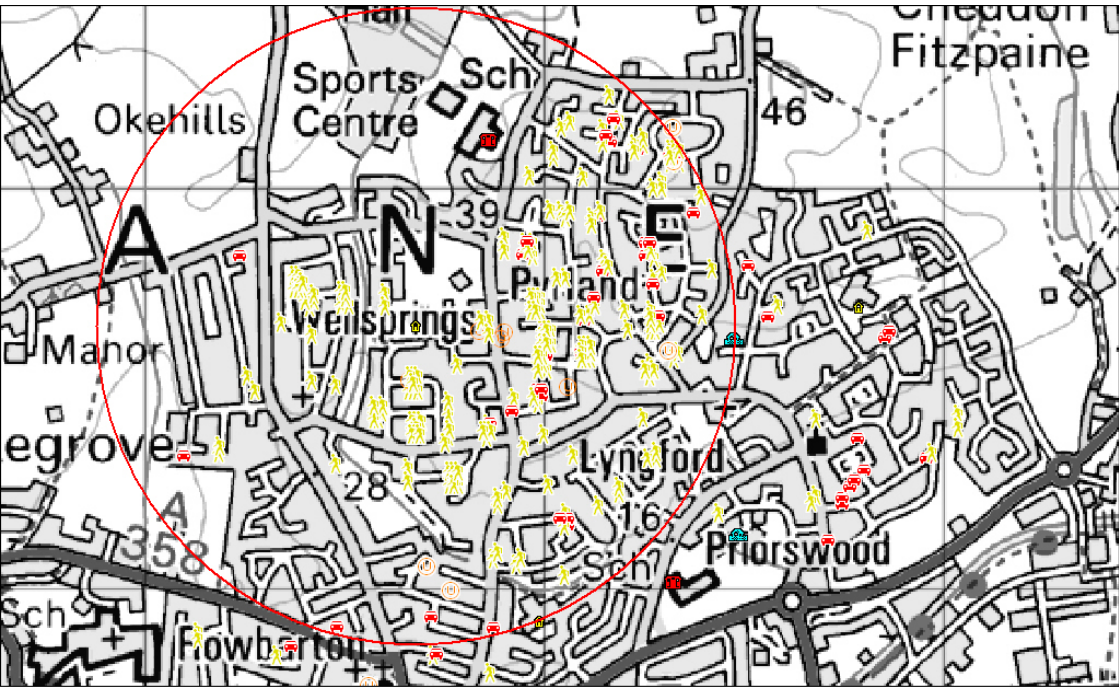 Hall
Cheddon
Fitzpaine
Sports
Centre
Sch
Okehills
46
A
N
E
39
Pyrland
Wellsprings
Manor
egrove
Lyngford
28
16
A
358
Priorswood
Sch
Sch
Rowbarton